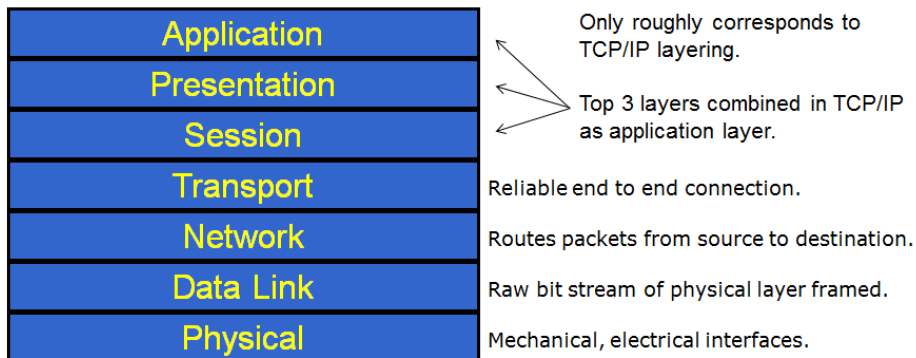 Application
Presentation
Session
Transport
Network
Data Link
Physical
Only roughly corresponds to
TCP/IP layering.
Top 3 layers combined in TCP/IP
as application layer.
Reliable end to end connection.
Routes packets from source to destination.
Raw bit stream of physical layer framed.
Mechanical, electrical interfaces.